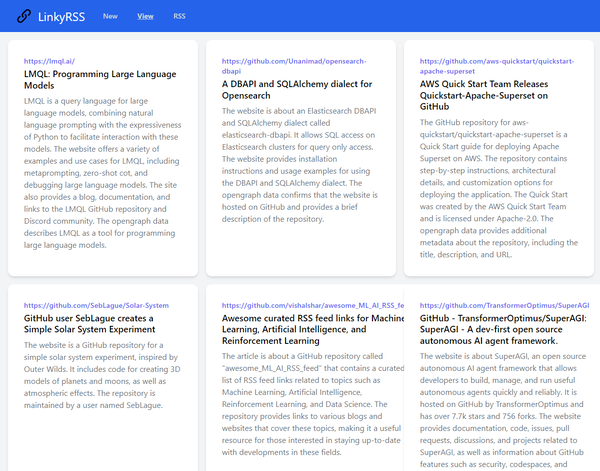 LinkyRSS
New
View
RSS
https://lmql.ai/
LMQL: Programming Large Language
Models
LMQL is a query language for large
language models, combining natural
language prompting with the expressiveness
of Python to facilitate interaction with these
models. The website offers a variety of
examples and use cases for LMQL, including
metaprompting, zero-shot cot, and
debugging large language models. The site
also provides a blog, documentation, and
links to the LMQL GitHub repository and
Discord community. The opengraph data
describes LMQL as a tool for programming
large language models.
https://github.com/Unanimad/opensearch-
dbapi
A DBAPI and SQLAlchemy dialect for
Opensearch
The website is about an Elasticsearch DBAPI
and SQLAlchemy dialect called
elasticsearch-dbapi. It allows SQL access on
Elasticsearch clusters for query only access.
The website provides installation
instructions and usage examples for using
the DBAPI and SQLAlchemy dialect. The
opengraph data confirms that the website is
hosted on GitHub and provides a brief
description of the repository.
https://github.com/aws-quickstart/quickstart-
apache-superset
AWS Quick Start Team Releases
Quickstart-Apache-Superset on
GitHub
The GitHub repository for aws-
quickstart/quickstart-apache-superset is a
Quick Start guide for deploying Apache
Superset on AWS. The repository contains
step-by-step instructions, architectural
details, and customization options for
deploying the application. The Quick Start
was created by the AWS Quick Start Team
and is licensed under Apache-2.0. The
opengraph data provides additional
metadata about the repository, including the
title, description, and URL.
https://github.com/SebLague/Solar-System
GitHub user SebLague creates a
Simple Solar System Experiment
The website is a GitHub repository for a
simple solar system experiment, inspired by
Outer Wilds. It includes code for creating 3D
models of planets and moons, as well as
atmospheric effects. The repository is
maintained by a user named SebLague.
https://github.com/vishalshar/awesome_ML_AI_RSS_fe
Awesome curated RSS feed links for Machine
Learning, Artificial Intelligence, and
Reinforcement Learning
The article is about a GitHub repository called
"awesome_ML_AI_RSS_feed" that contains a curated
list of RSS feed links related to topics such as
Machine Learning, Artificial Intelligence,
Reinforcement Learning, and Data Science. The
repository provides links to various blogs and
websites that cover these topics, making it a useful
resource for those interested in staying up-to-date
with developments in these fields.
https://github.com/TransformerOptimus/SuperAGI
GitHub - TransformerOptimus/SuperAGI:
SuperAGI - A dev-first open source
autonomous AI agent framework.
The website is about SuperAGI, an open source
autonomous AI agent framework that allows
developers to build, manage, and run useful
autonomous agents quickly and reliably. It is
hosted on GitHub by TransformerOptimus and
has over 7.7k stars and 756 forks. The website
provides documentation, code, issues, pull
requests, discussions, and projects related to
SuperAGI, as well as information about GitHub
features such as security, codespaces, and